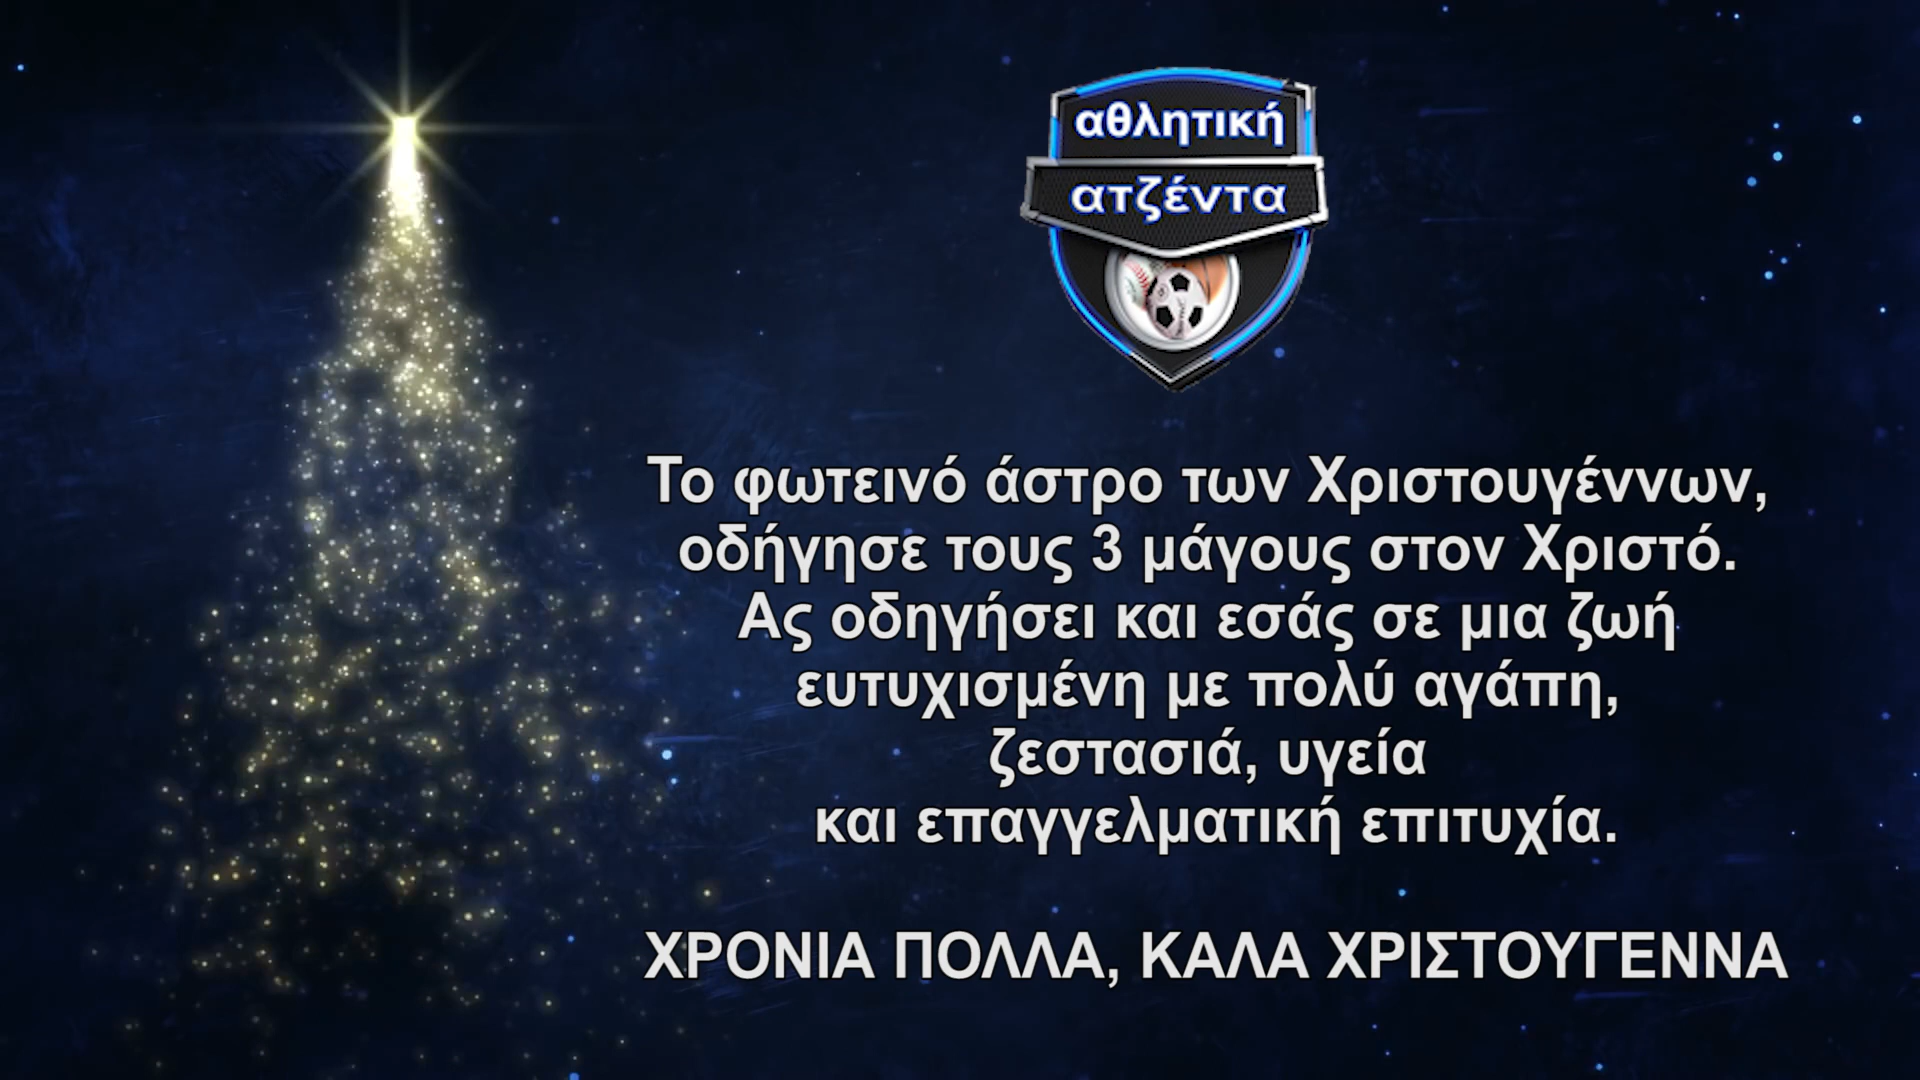 αθλητική
ατζέντα
Το φωτεινό άστρο των Χριστουγέννων,
οδήγησε τους 3 μάγους στον Χριστό.
Ας οδηγήσει και εσάς σε μια ζωή
ευτυχισμένη με πολύ αγάπη,
ζεστασιά, υγεία
και επαγγελματική επιτυχία.
ΧΡΟΝΙΑ ΠΟΛΛΑ, ΚΑΛΑ ΧΡΙΣΤΟΥΓΕΝΝΑ